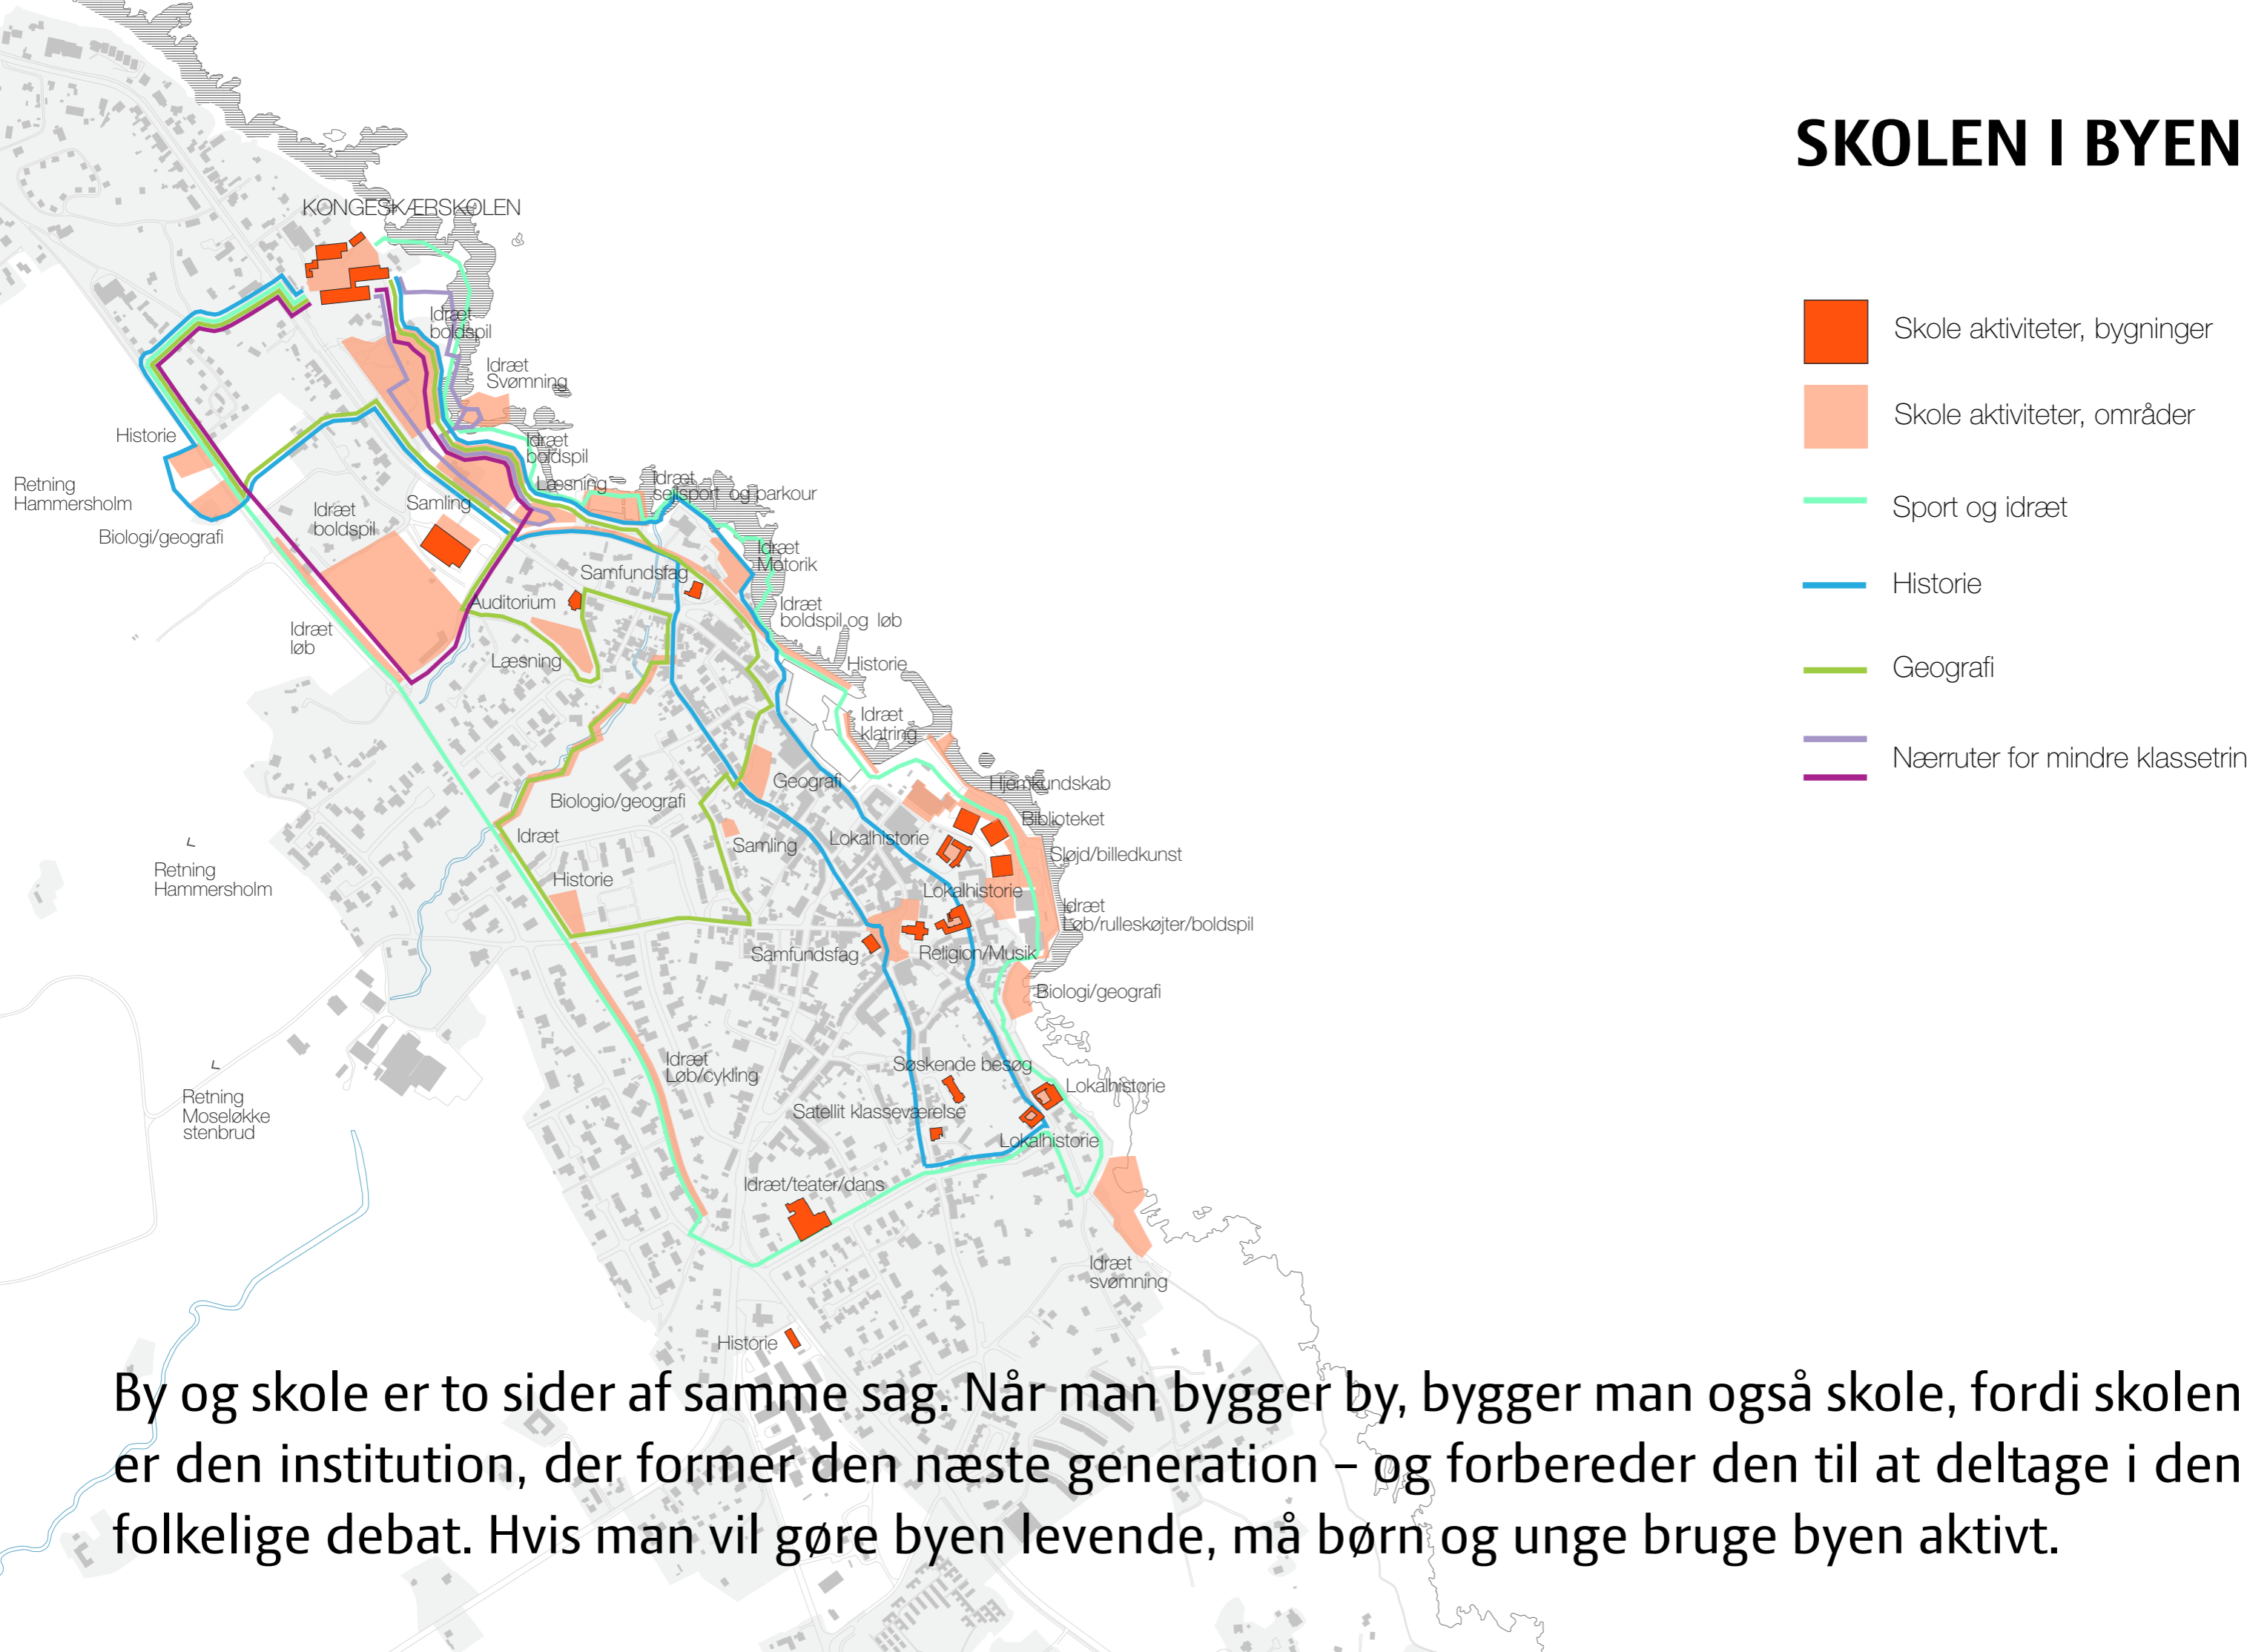 SKOLEN I BYEN
Skole aktiviteter, bygninger
Skole aktiviteter, områder
Sport og idræt
Historie
Geografi
Nærruter for mindre klassetrin
KONGESKÆRSKOLEN
Idræt
boldspil
Idræt
Svømning
Historie
Idræt
boldspil
Retning
Hammersholm
Læsning
Idræt
sejlsport og parkour
Samling
Idræt
boldspil
Biologi/geografi
Idræt
Motorik
Samfundsfag
Auditorium
Idræt
boldspil og løb
Idræt
løb
Læsning
Historie
Idræt
klatring
Geografi
Hjemkundskab
Biologio/geografi
Biblioteket
Idræt
Samling
Lokalhistorie
Sløjd/billedkunst
Retning
Hammersholm
Historie
Lokalhistorie
Idræt
Løb/rulleskøjter/boldspil
Samfundsfag
Religion/Musik
Biologi/geografi
Idræt
Løb/cykling
Søskende besøg
Lokalhistorie
Retning
Moseløkke
stenbrud
Satellit klasseværelse
Lokalhistorie
Idræt/teater/dans
Idræt
svømning
Historie
By og skole er to sider af samme sag. Når man bygger by, bygger man også skole, fordi skolen
er den institution, der former den næste generation – og forbereder den til at deltage i den
folkelige debat. Hvis man vil gøre byen levende, må børn og unge bruge byen aktivt.